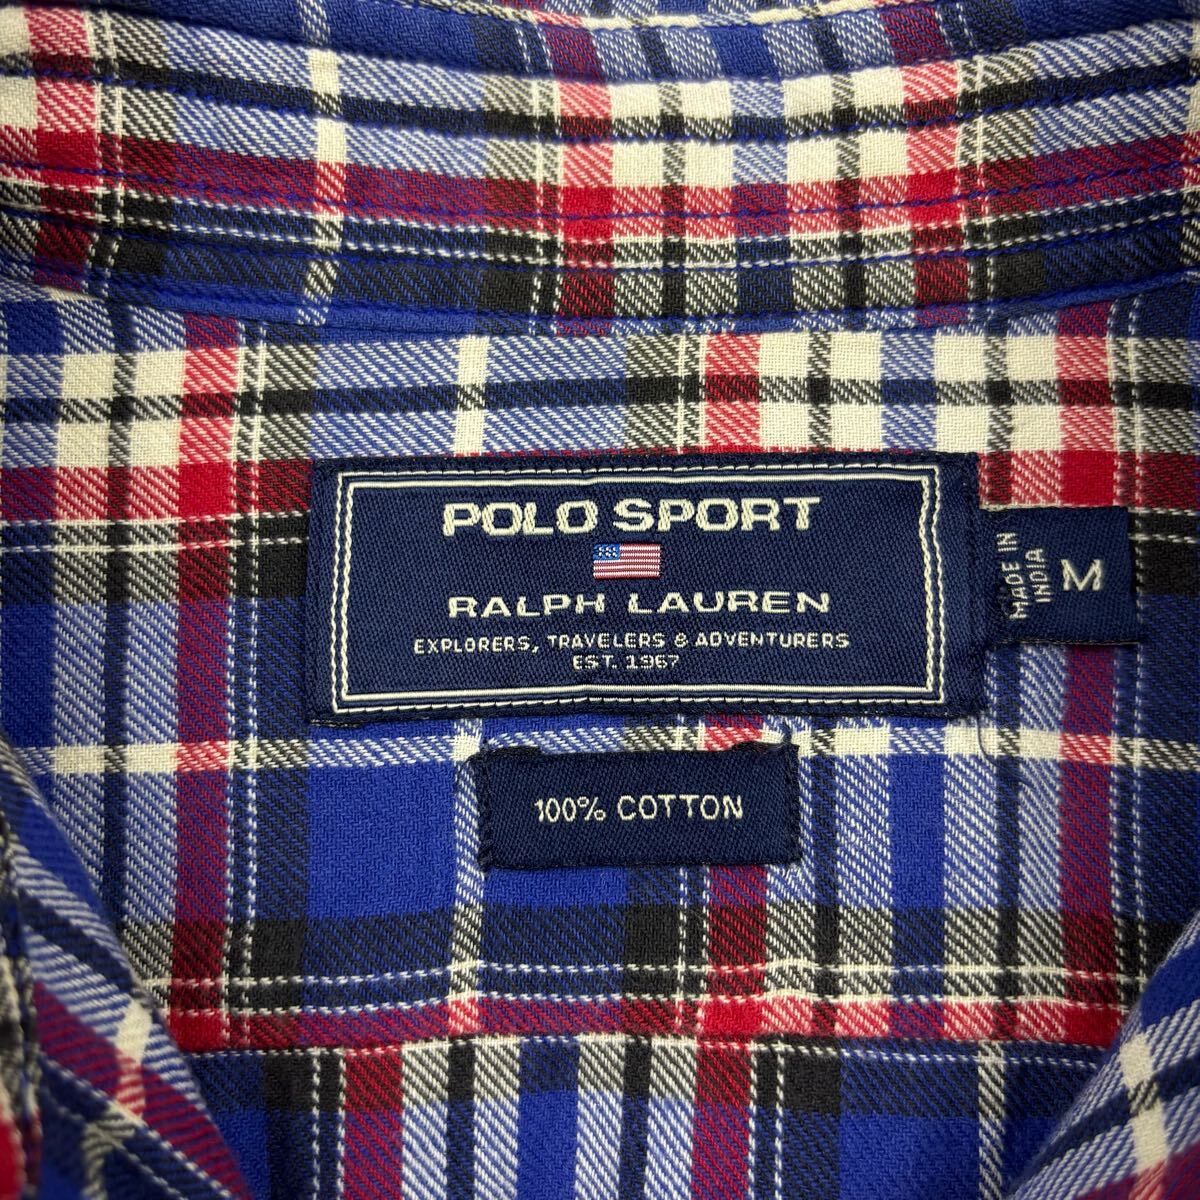 POLO SPORT
RALPH LAUREN
EXPLORERS, TRAVELERS & ADVENTURERS
EST. 1967
MADE IN
INDIA
M
100% COTTON